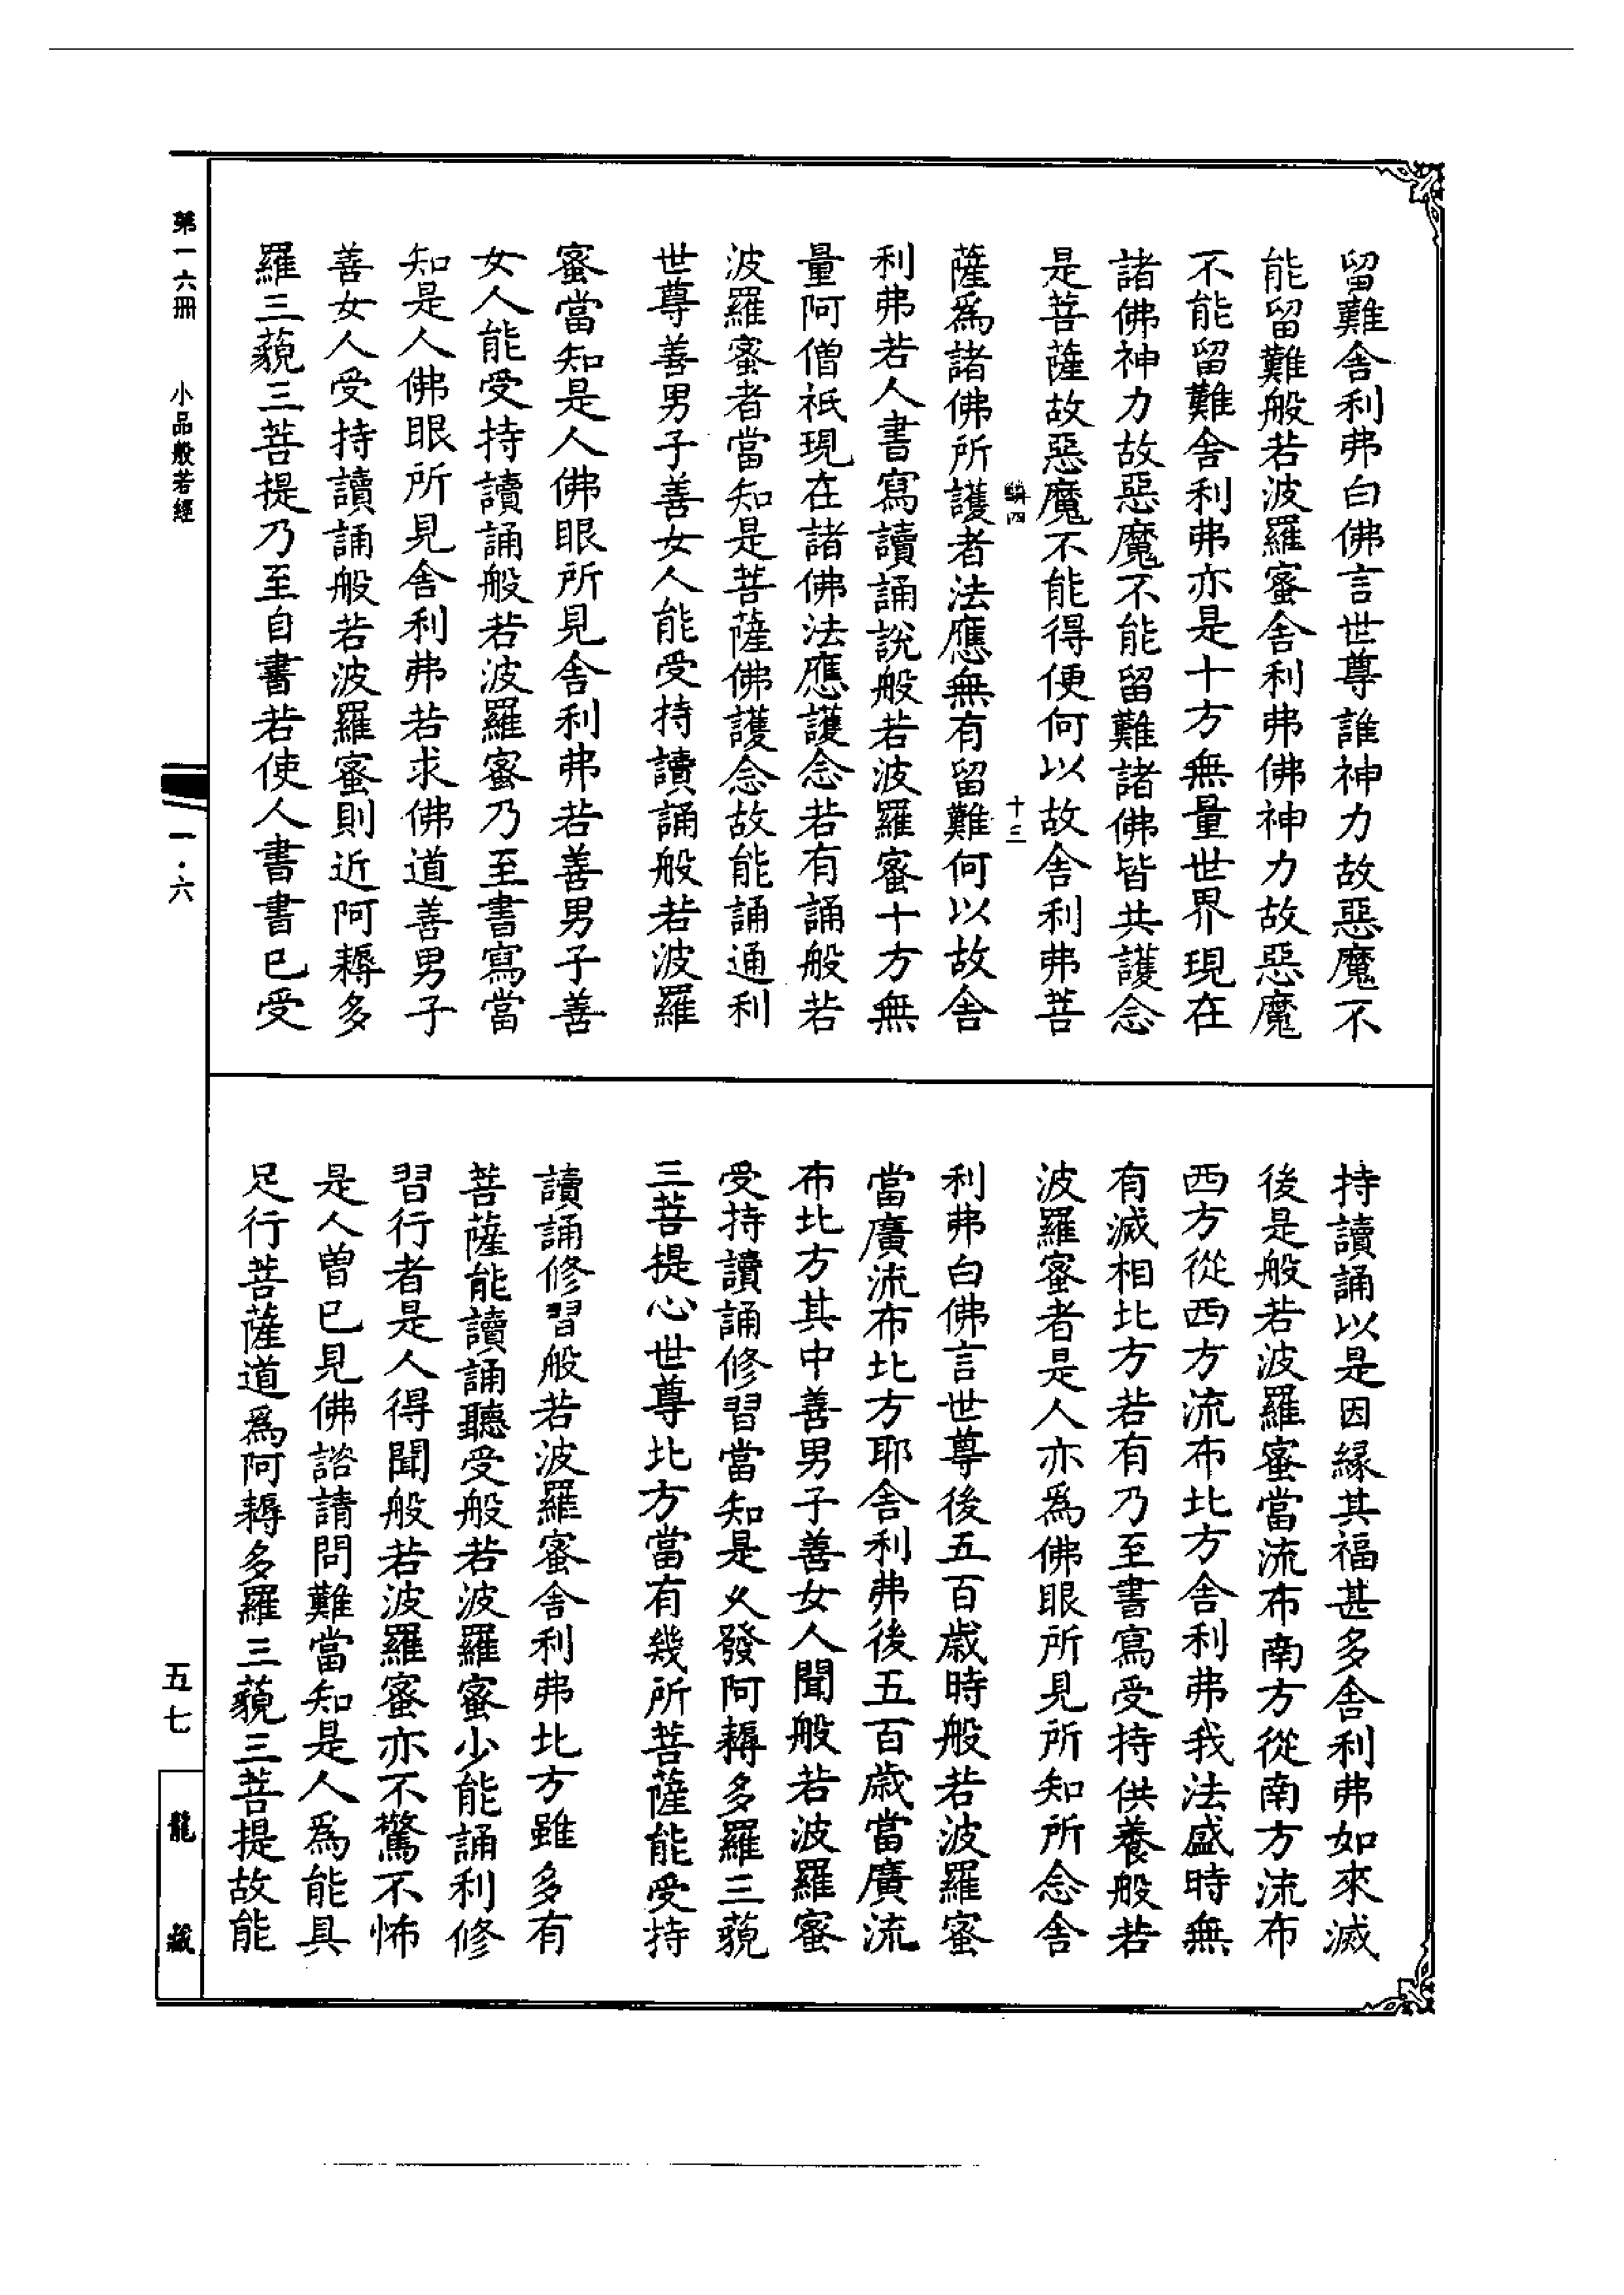 留難舍利弗白佛言世尊誰神力故惡魔不
能留難般若波羅蜜舍利弗佛神力故惡魔
不能留難舍利弗亦是十方無量世界現在
諸佛神力故惡魔不能留難諸佛皆共護念
是菩薩故惡魔不能得便何以故舍利弗菩
十三
薩爲諸佛所護者法應無有留難何以故舍
利弗若人書寫讀誦說般若波羅蜜十方無
量阿僧祇現在諸佛法應護念若有誦般若
波羅蜜者當知是菩薩佛護念故能誦通利
世尊善男子善女人能受持讀誦般若波羅
蜜當知是人佛眼所見舍利弗若善男子善
女人能受持讀誦般若波羅蜜乃至書寫當
知是人佛眼所見舍利弗若求佛道善男子
善女人受持讀誦般若波羅蜜則近阿耨多
羅三藐三菩提乃至自書若使人書書已受
持讀誦以是因緣其福甚多舍利弗如來滅
後是般若波羅蜜當流布南方從南方流布
西方從西方流布北方舍利弗我法盛時無
有滅相北方若有乃至書寫受持供養般若
波羅蜜者是人亦爲佛眼所見所知所念舍
利弗白佛言世尊後五百歲時般若波羅蜜
當廣流布北方耶舍利弗後五百歲當廣流
布北方其中善男子善女人聞般若波羅蜜
受持讀誦修習當知是久發阿耨多羅三藐
三菩提心世尊北方當有幾所菩薩能受持
讀誦修習般若波羅蜜舍利弗北方雖多有
菩薩能讀誦聽受般若波羅蜜少能誦利修
習行者是人得聞般若波羅蜜亦不驚不怖
是人曾已見佛諮請問難當知是人爲能具
足行菩薩道爲阿耨多羅三藐三菩提故能
第一六冊 小品般若經 一·六 五七 龍藏